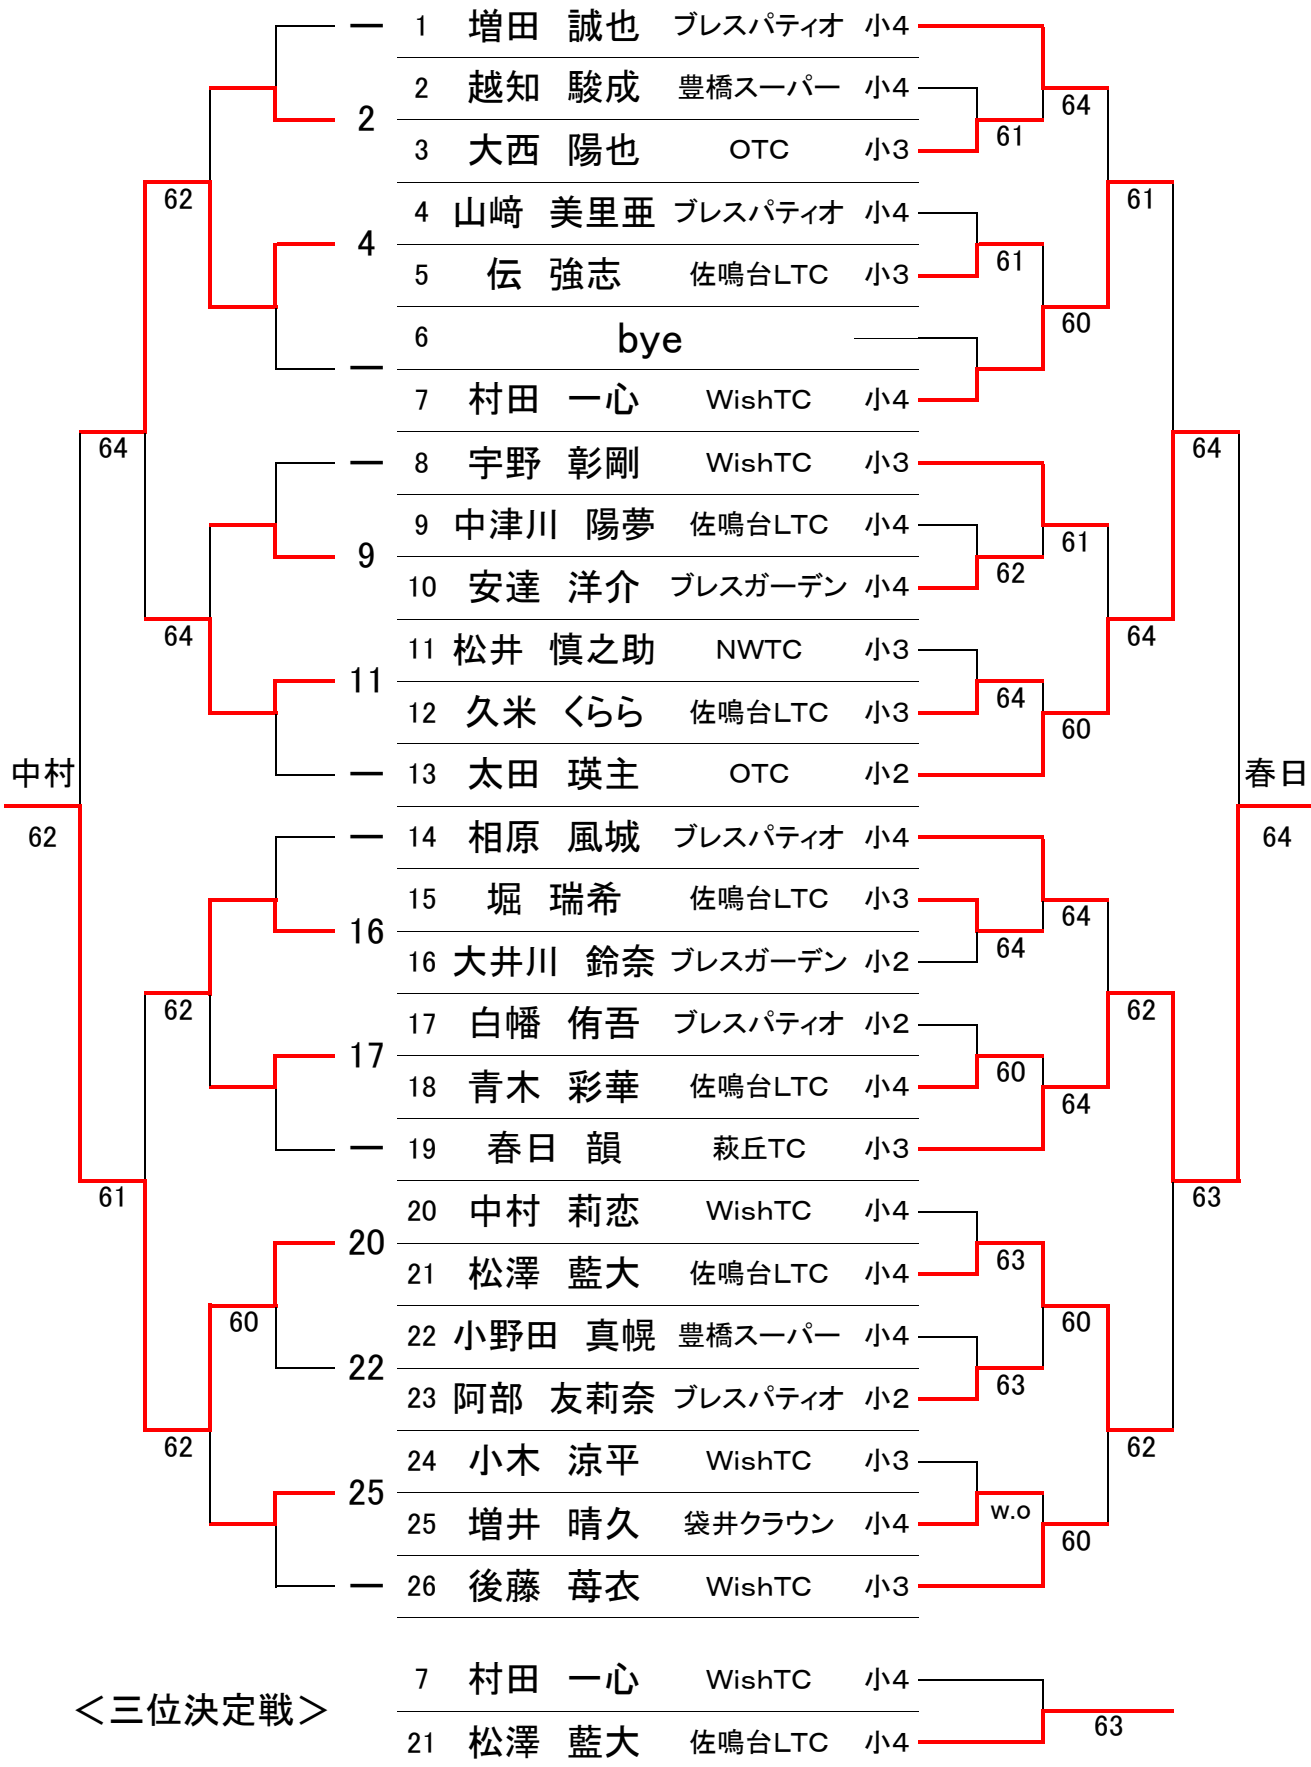 1 増田 誠也 ブレスパティオ 小4
2 越知 駿成 豊橋スーパー 小4
64
2
61
3 大西 陽也 OTC 小3
62
4 山﨑 美里亜 ブレスパティオ 小4
61
4
61
5 伝 強志 佐鳴台LTC 小3
60
6 bye
7 村田 一心 WishTC 小4
64
64
8 宇野 彰剛 WishTC 小3
9 中津川 陽夢 佐鳴台LTC 小4
61
9
62
10 安達 洋介 ブレスガーデン 小4
64
64
11 松井 慎之助 NWTC 小3
11
64
12 久米 くらら 佐鳴台LTC 小3
60
中村
13 太田 瑛主 OTC 小2
春日
62
14 相原 風城 ブレスパティオ 小4
64
15 堀 瑞希 佐鳴台LTC 小3
64
16
64
16 大井川 鈴奈 ブレスガーデン 小2
62
17 白幡 侑吾 ブレスパティオ 小2
62
17
60
18 青木 彩華 佐鳴台LTC 小4
64
19 春日 韻 萩丘TC 小3
61
63
20 中村 莉恋 WishTC 小4
20
63
21 松澤 藍大 佐鳴台LTC 小4
60
22 小野田 真幌 豊橋スーパー 小4
60
22
63
23 阿部 友莉奈 ブレスパティオ 小2
62
24 小木 涼平 WishTC 小3
62
25
w.o
25 増井 晴久 袋井クラウン 小4
60
26 後藤 苺衣 WishTC 小3
7 村田 一心 WishTC 小4
＜三位決定戦＞
63
21 松澤 藍大 佐鳴台LTC 小4